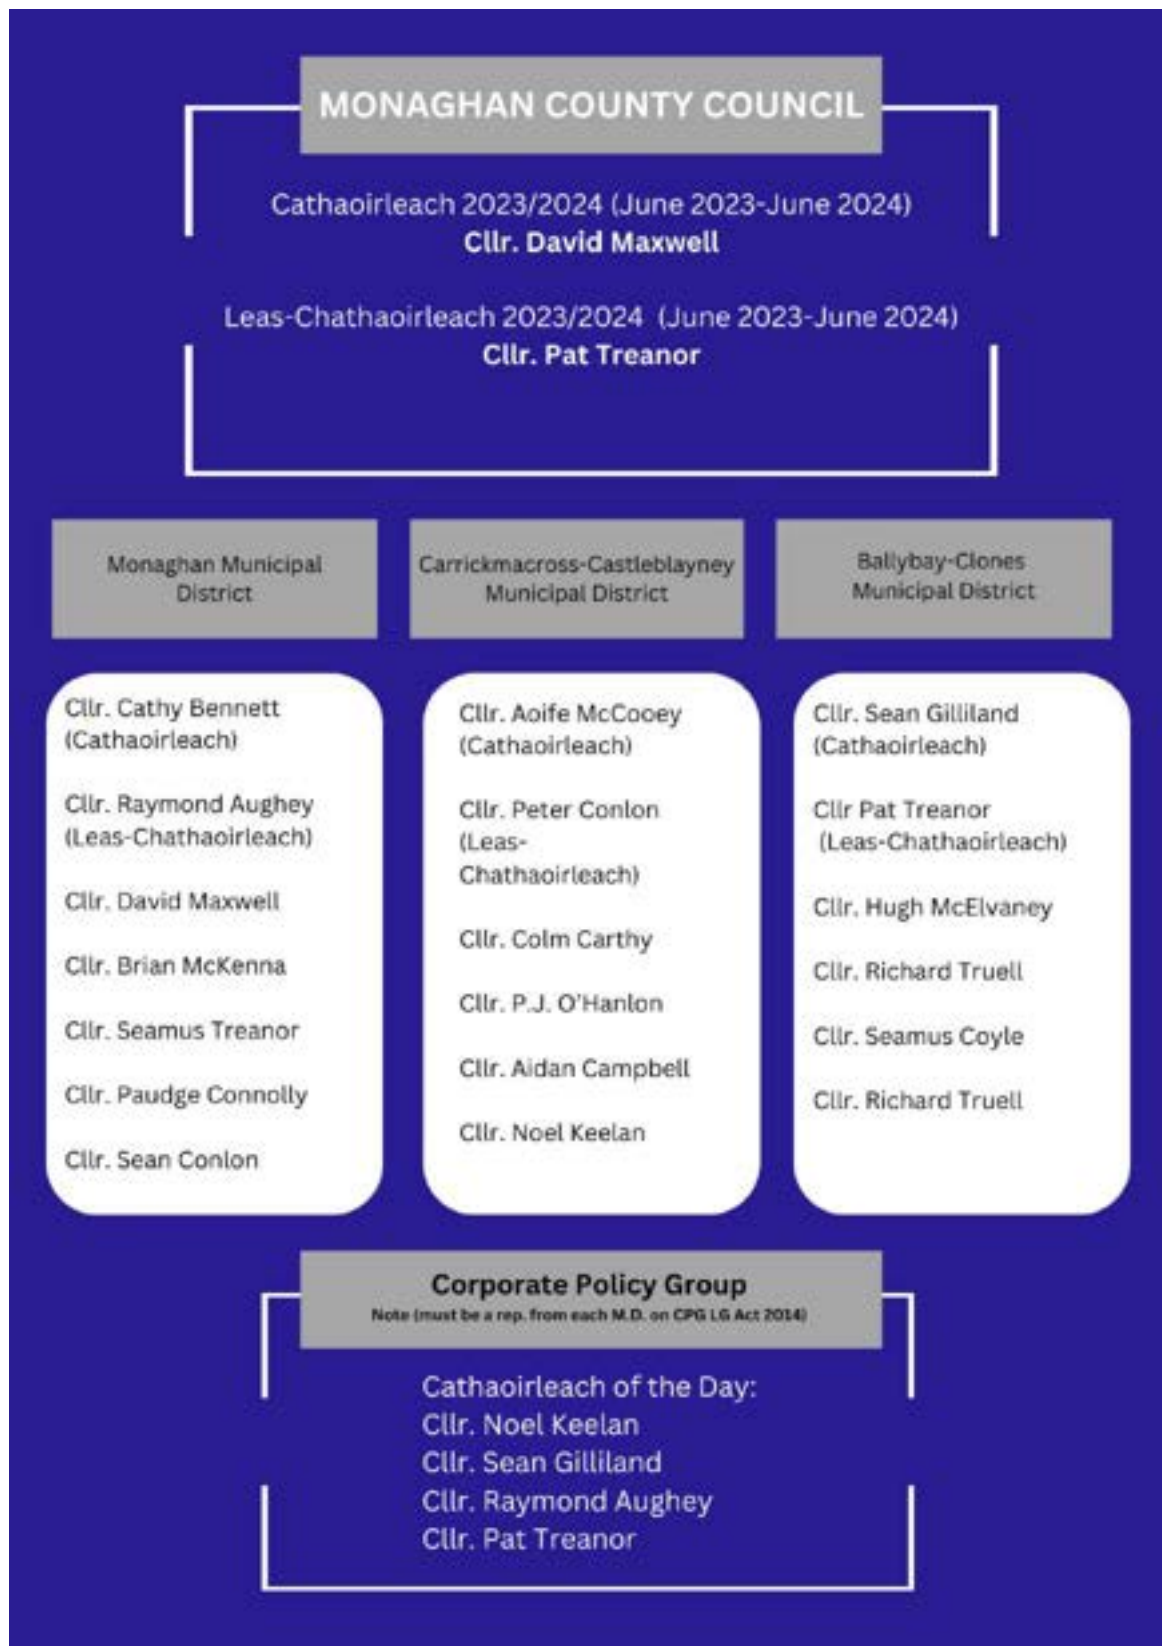 MONAGHAN COUNTY COUNCIL
Cathaoirleach 2023/2024 (June 2023-June 2024)
Cllr. David Maxwell
Leas-Chathaoirleach 2023/2024 (June 2023-June 2024)
Cllr. Pat Treanor
Monaghan Municipal
District
Cllr. Cathy Bennett
(Cathaoirleach)
Cllr. Raymond Aughey
(Leas-Chathaoirleach)
Cllr. David Maxwell
Cllr. Brian McKenna
Cllr. Seamus Treanor
Cllr. Paudge Connolly
Cllr. Sean Conlon
Carrickmacross-Castleblayney
Municipal District
Cllr. Aoife McCooey
(Cathaoirleach)
Cllr. Peter Conlon
(Leas-
Chathaoirleach)
Cllr. Colm Carthy
Cllr. P.J. O'Hanlon
Cllr. Aidan Campbell
Cllr. Noel Keelan
Ballybay-Clones
Municipal District
Cllr. Sean Gilliland
(Cathaoirleach)
Cllr Pat Treanor
(Leas-Chathaoirleach)
Cllr. Hugh McElvaney
Cllr. Richard Truell
Cllr. Seamus Coyle
Cllr. Richard Truell
Corporate Policy Group
Note (must be a rep. from each M.D. on CPG LG Act 2014)
Cathaoirleach of the Day:
Cllr. Noel Keelan
Cllr. Sean Gilliland
Cllr. Raymond Aughey
Cllr. Pat Treanor